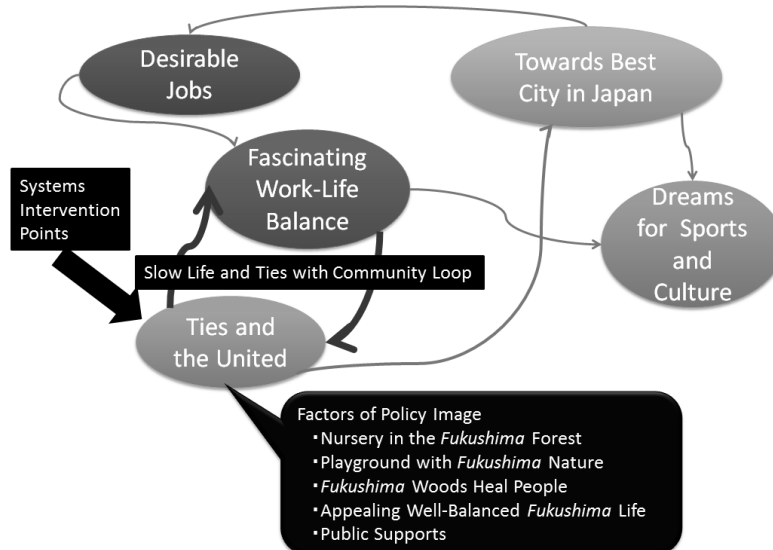 Desirable
Jobs
Towards Best
City in Japan
Fascinating
Work-Life
Balance
Systems
Intervention
Points
Dreams
for Sports
and
Culture
Slow Life and Ties with Community Loop
Ties and
the United
Factors of Policy Image
・Nursery in the Fukushima Forest
・Playground with Fukushima Nature
・Fukushima Woods Heal People
・Appealing Well-Balanced Fukushima Life
・Public Supports